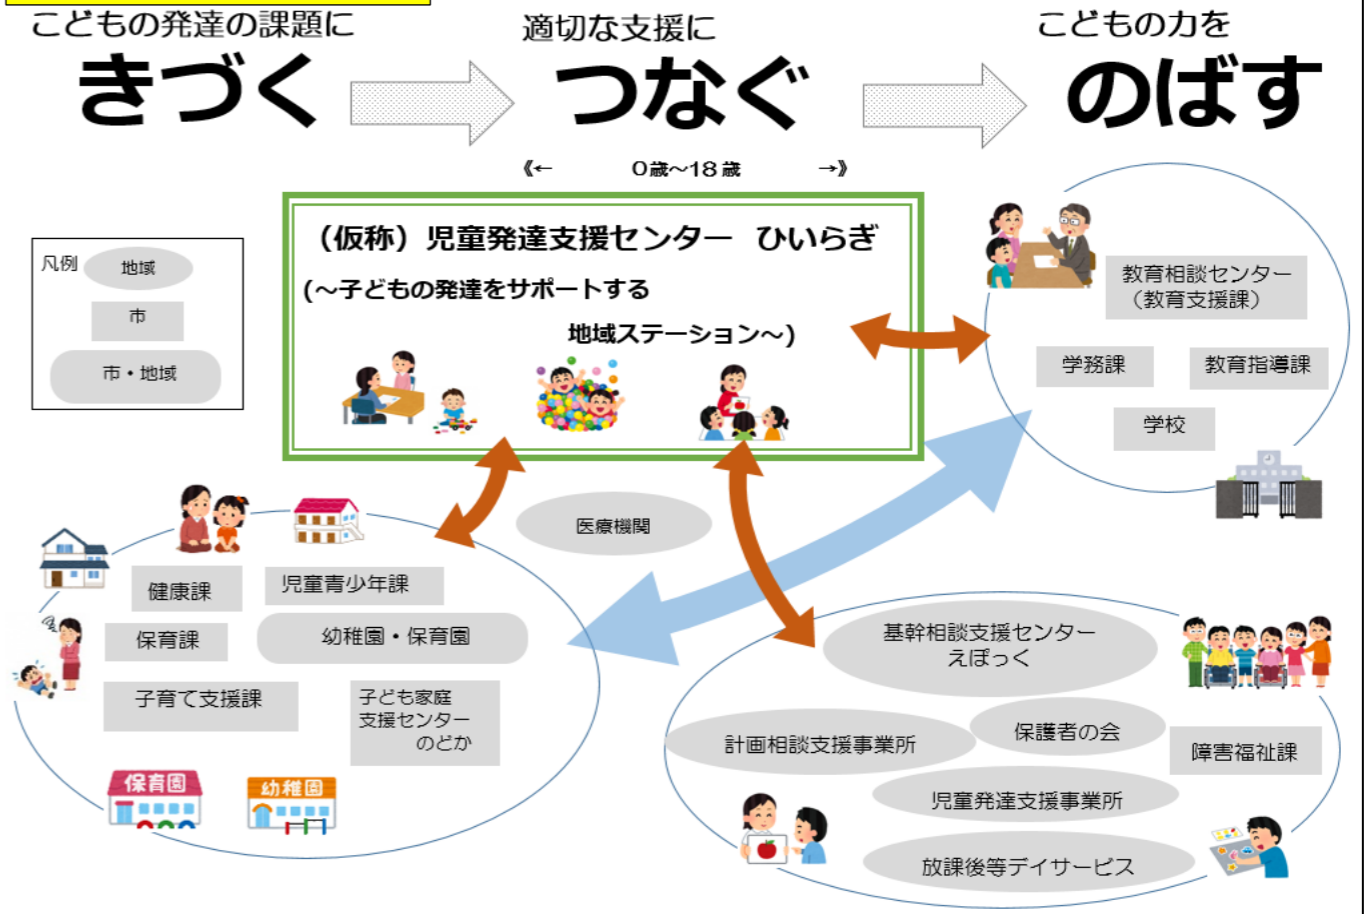 こどもの発達の課題に
きづく
適切な支援に
つなぐ
こどもの力を
のばす
《← 0歳～18歳 →》
（仮称）児童発達支援センター ひいらぎ
(～子どもの発達をサポートする
地域ステーション～)
凡例
地域
市
市・地域
教育相談センター
（教育支援課）
学務課
教育指導課
学校
医療機関
健康課
児童青少年課
保育課
幼稚園・保育園
子育て支援課
子ども家庭
支援センター
のどか
保育園
幼稚園
基幹相談支援センター
えぽっく
計画相談支援事業所
保護者の会
障害福祉課
児童発達支援事業所
放課後等デイサービス